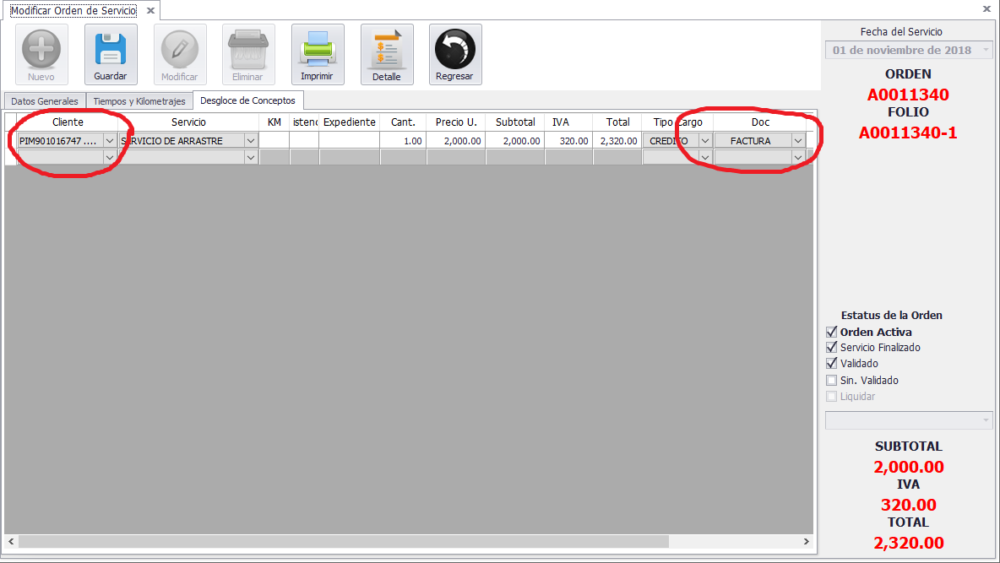 Modificar Orden de Servicio
Nuevo
Guardar
Modificar
Eliminar
Imprimir
Detalle
Regresar
Datos Generales
Tiempos y Kilometrajes
Desgloce de Conceptos
Cliente Servicio KM istenc Expediente Cant. Precio U. Subtotal IVA Total Tipo Cargo Doc
PIM901016747 .... SERVICIO DE ARRASTRE 1.00 2,000.00 2,000.00 320.00 2,320.00 CREDITO FACTURA
Fecha del Servicio
01 de noviembre de 2018
ORDEN
A0011340
FOLIO
A0011340-1
Estatus de la Orden
Orden Activa
Servicio Finalizado
Validado
Sin. Validado
Liquidar
SUBTOTAL
2,000.00
IVA
320.00
TOTAL
2,320.00